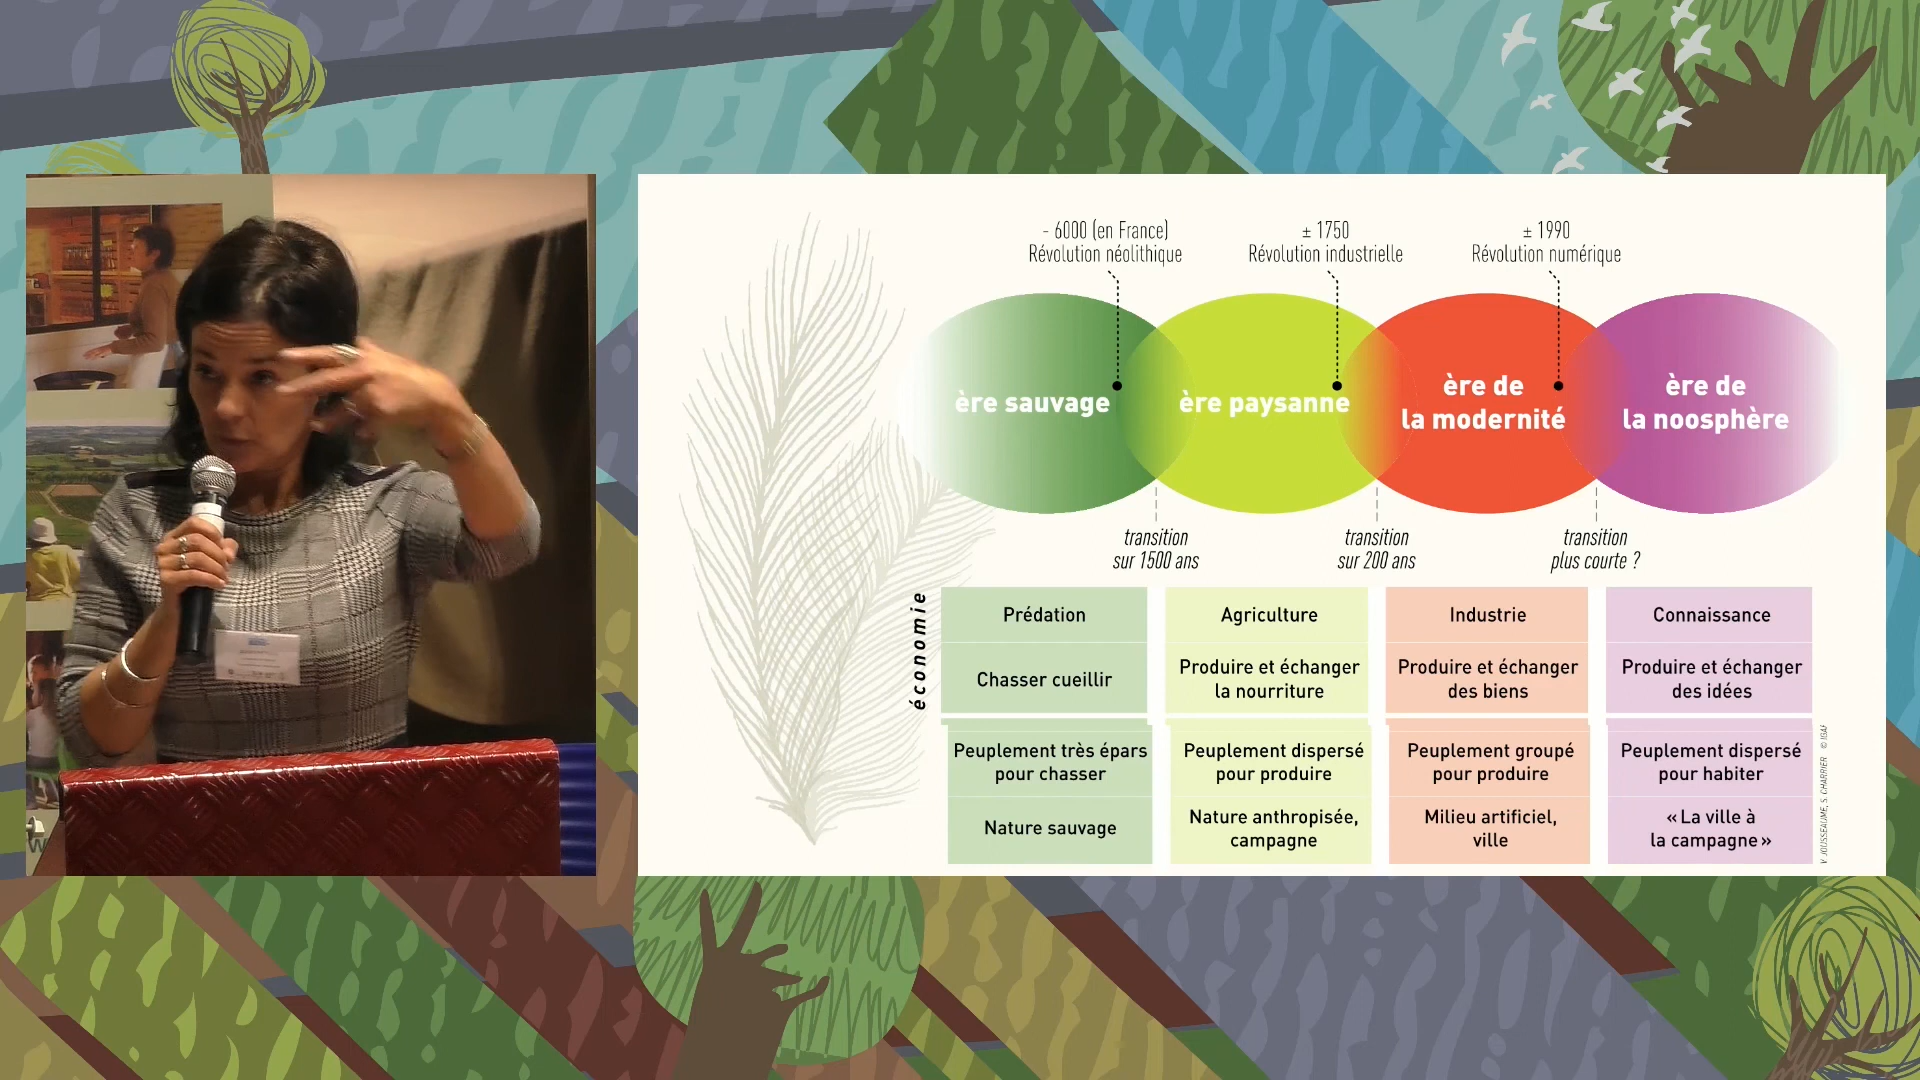 - 6000 (en France)
Révolution néolithique
± 1750
Révolution industrielle
± 1990
Révolution numérique
ère sauvage
ère paysanne
ère de
la modernité
ère de
la noosphère
transition
sur 1500 ans
transition
sur 200 ans
transition
plus courte ?
économie
Prédation
Agriculture
Industrie
Connaissance
Chasser cueillir
Produire et échanger
la nourriture
Produire et échanger
des biens
Produire et échanger
des idées
Peuplement très épars
pour chasser
Peuplement dispersé
pour produire
Peuplement groupé
pour produire
Peuplement dispersé
pour habiter
Nature sauvage
Nature anthropisée,
campagne
Milieu artificiel,
ville
« La ville à
la campagne »
V. JOUSSEAUME, S. CHARRIER